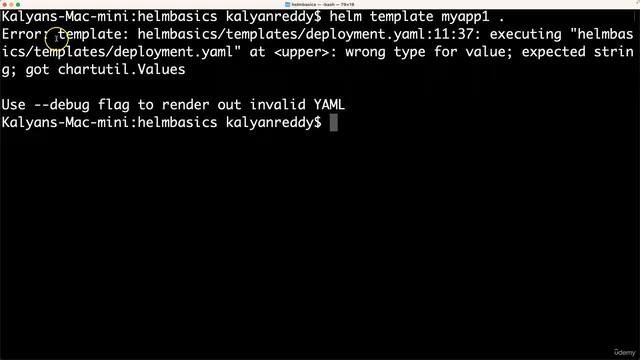 helmbasics — -bash — 79×18
Kalyans-Mac-mini:helmbasics kalyanreddy$ helm template myapp1 .
Error: template: helmbasics/templates/deployment.yaml:11:37: executing "helmbas
ics/templates/deployment.yaml" at <upper>: wrong type for value; expected strin
g; got chartutil.Values
Use --debug flag to render out invalid YAML
Kalyans-Mac-mini:helmbasics kalyanreddy$
udemy